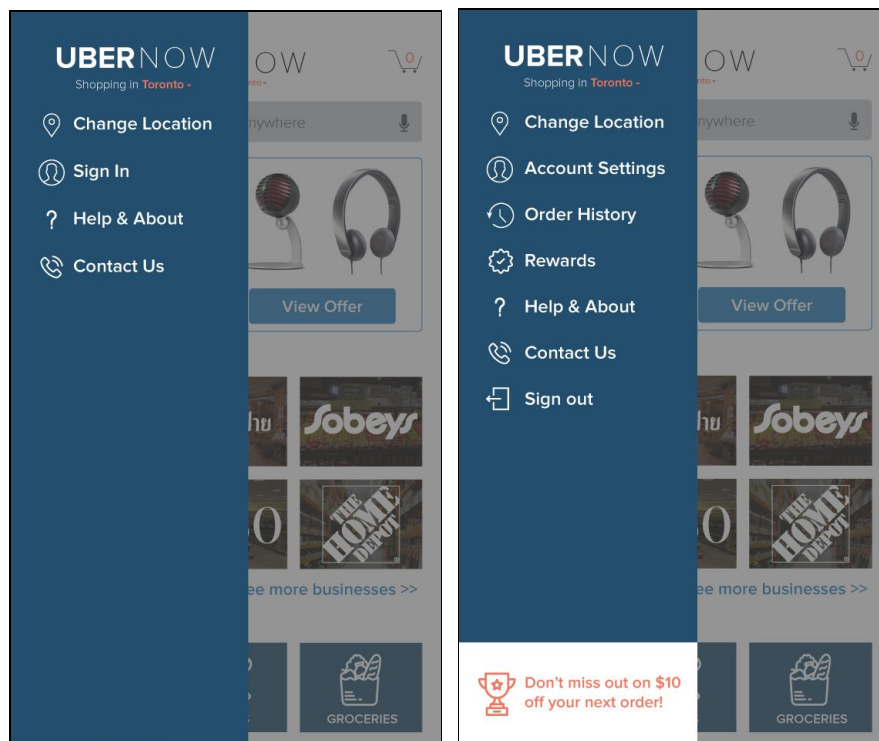 UBERNOW
Shopping in Toronto
Change Location
Sign In
Help & About
Contact Us
OW
0
nywhere
View Offer
Sobeys
O
THE
HOME
DEPOT
ee more businesses >>
GROCERIES
UBERNOW
Shopping in Toronto
Change Location
Account Settings
Order History
Rewards
Help & About
Contact Us
Sign out
Don't miss out on $10
off your next order!
OW
0
nywhere
View Offer
Sobeys
O
THE
HOME
DEPOT
ee more businesses >>
GROCERIES